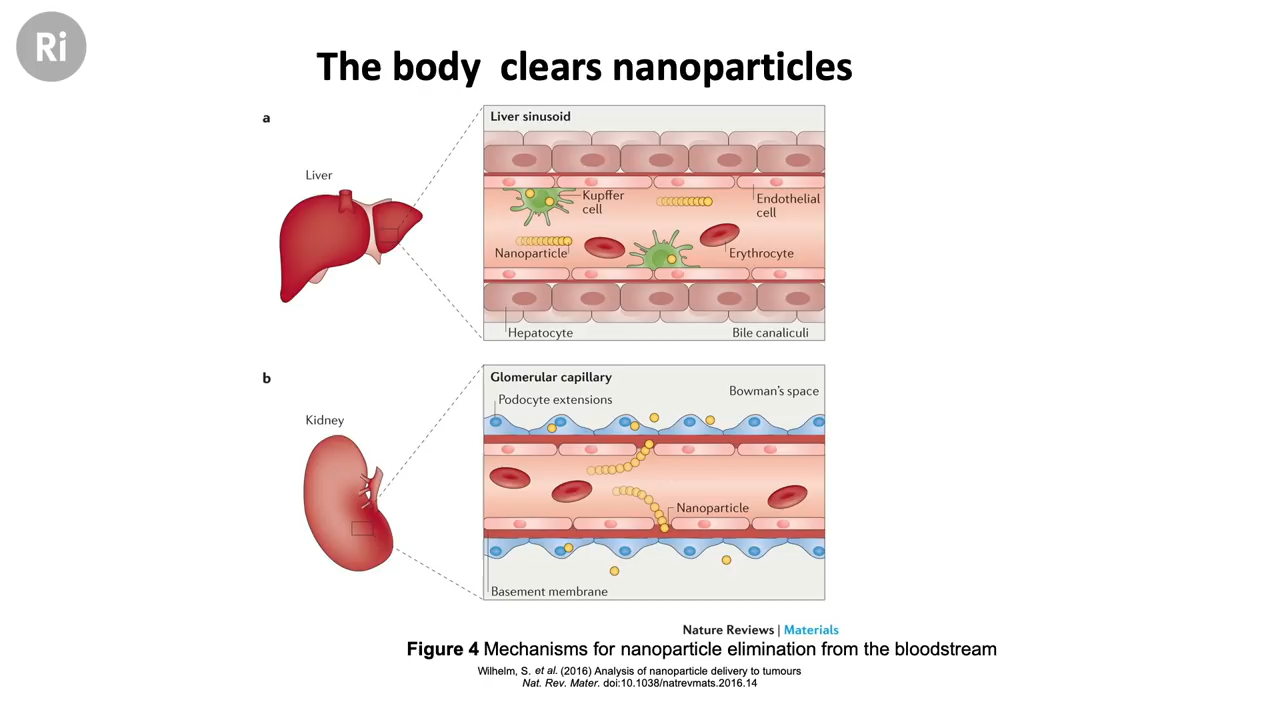 Ri
The body clears nanoparticles
a
Liver
Liver sinusoid
Kupffer
cell
Endothelial
cell
Nanoparticle
Erythrocyte
Hepatocyte
Bile canaliculi
b
Kidney
Glomerular capillary
Podocyte extensions
Bowman's space
Nanoparticle
Basement membrane
Nature Reviews | Materials
Figure 4 Mechanisms for nanoparticle elimination from the bloodstream
Wilhelm, S. et al. (2016) Analysis of nanoparticle delivery to tumours
Nat. Rev. Mater. doi:10.1038/natrevmats.2016.14